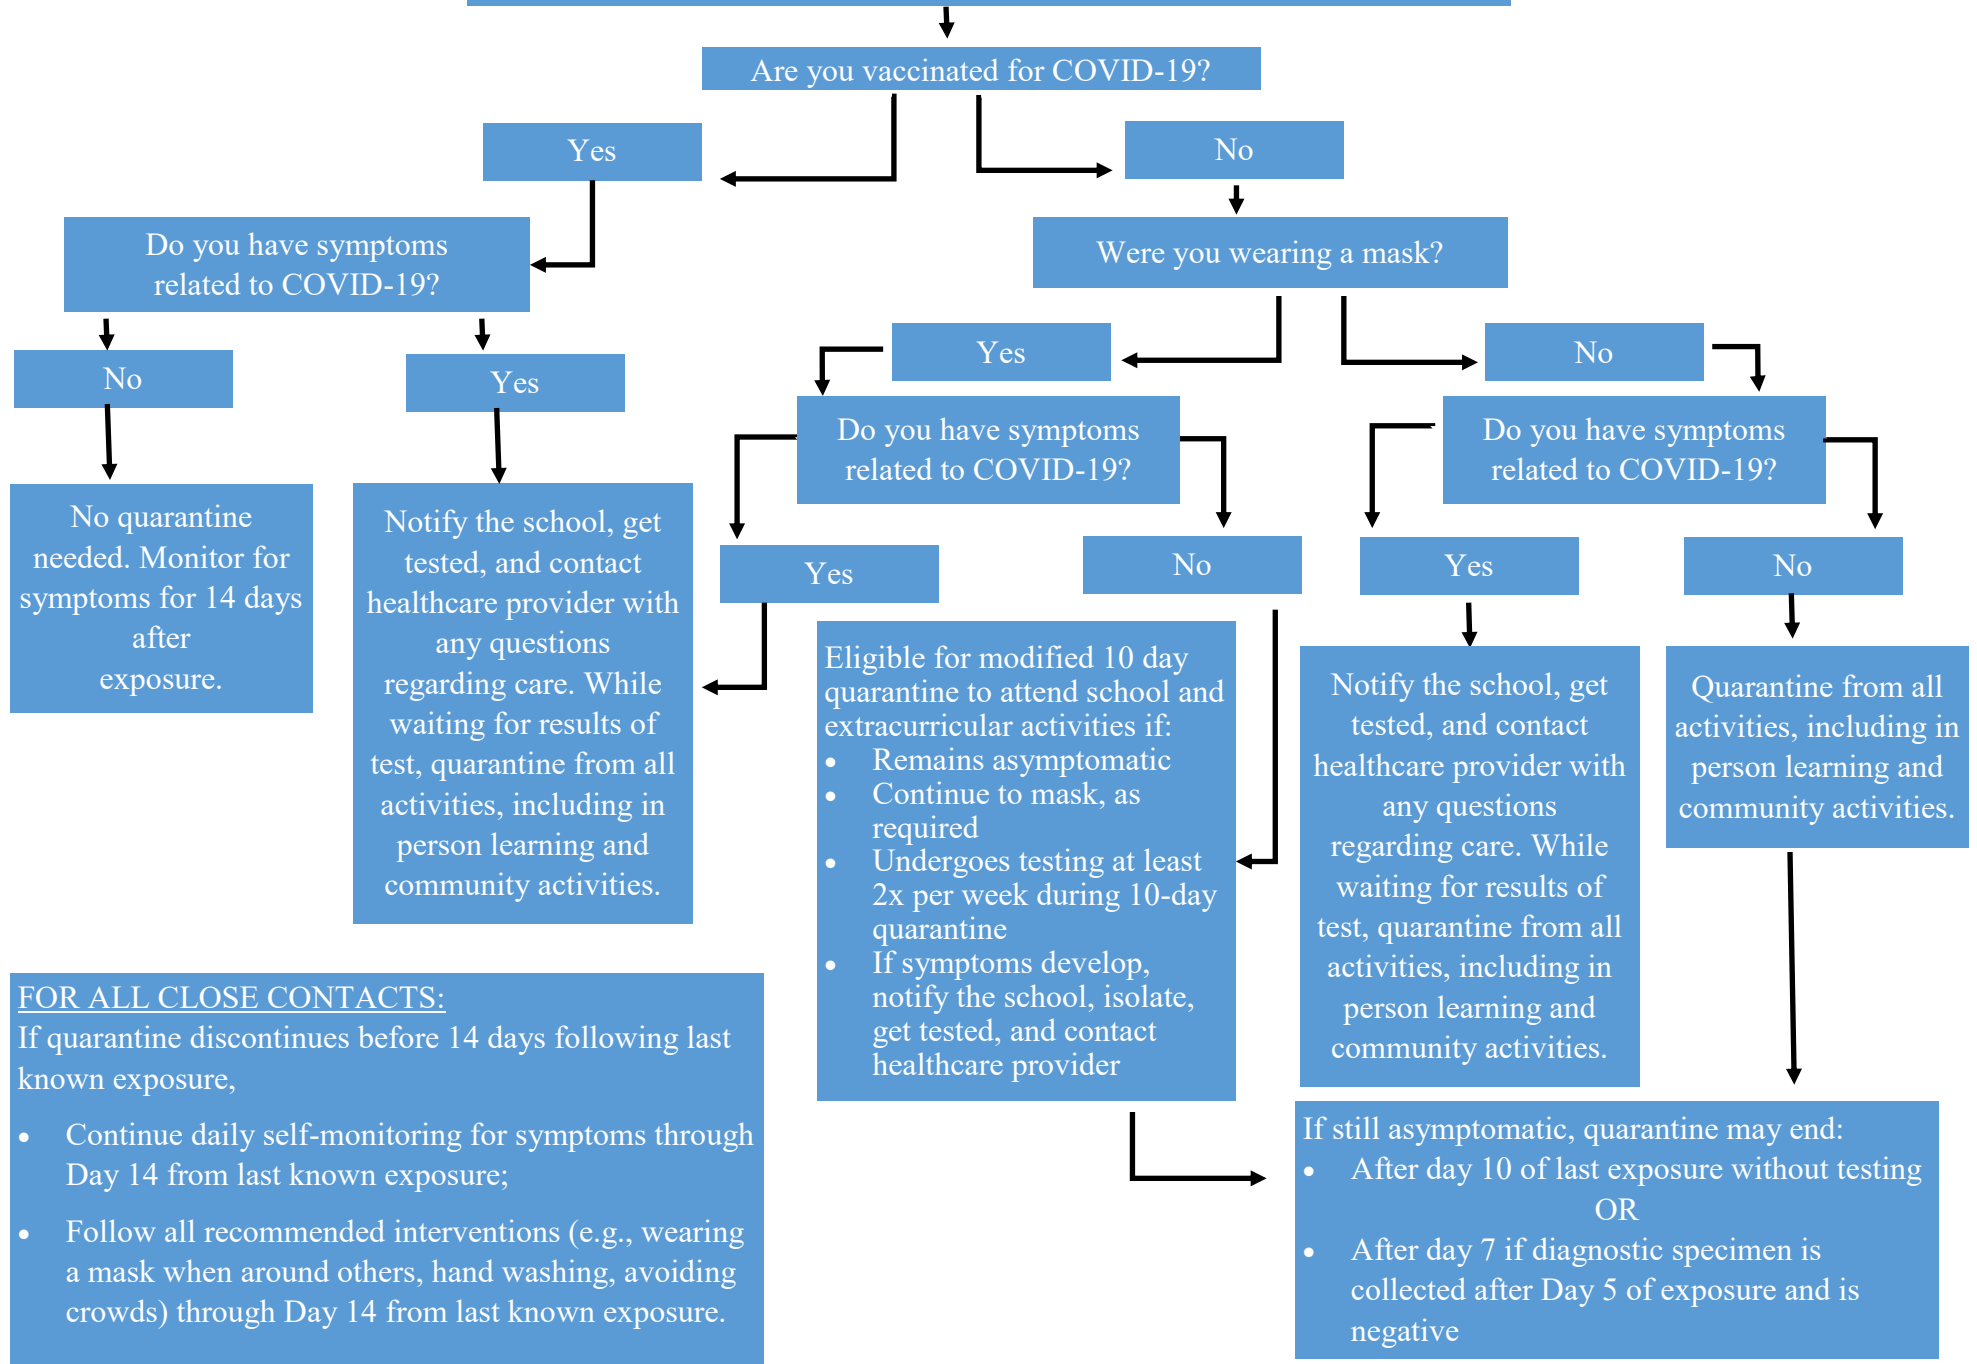 Are you vaccinated for COVID-19?
Yes
No
Do you have symptoms
related to COVID-19?
Were you wearing a mask?
No
Yes
Yes
No
Do you have symptoms
related to COVID-19?
Do you have symptoms
related to COVID-19?
No quarantine
needed. Monitor for
symptoms for 14 days
after
exposure.
Notify the school, get
tested, and contact
healthcare provider with
any questions
regarding care. While
waiting for results of
test, quarantine from all
activities, including in
person learning and
community activities.
Yes
No
Yes
No
Eligible for modified 10 day
quarantine to attend school and
extracurricular activities if:
• Remains asymptomatic
• Continue to mask, as
required
• Undergoes testing at least
2x per week during 10-day
quarantine
• If symptoms develop,
notify the school, isolate,
get tested, and contact
healthcare provider
Notify the school, get
tested, and contact
healthcare provider with
any questions
regarding care. While
waiting for results of
test, quarantine from all
activities, including in
person learning and
community activities.
Quarantine from all
activities, including in
person learning and
community activities.
FOR ALL CLOSE CONTACTS:
If quarantine discontinues before 14 days following last
known exposure,
• Continue daily self-monitoring for symptoms through
Day 14 from last known exposure;
• Follow all recommended interventions (e.g., wearing
a mask when around others, hand washing, avoiding
crowds) through Day 14 from last known exposure.
If still asymptomatic, quarantine may end:
• After day 10 of last exposure without testing
OR
• After day 7 if diagnostic specimen is
collected after Day 5 of exposure and is
negative